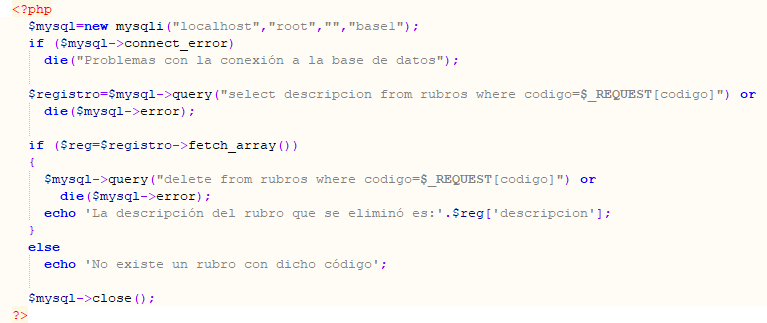 <?php
$mysql=new mysqli("localhost","root","","base1");
if ($mysql->connect_error)
die("Problemas con la conexión a la base de datos");
$registro=$mysql->query("select descripcion from rubros where codigo=$_REQUEST[codigo]") or
die($mysql->error);
if ($reg=$registro->fetch_array())
{
$mysql->query("delete from rubros where codigo=$_REQUEST[codigo]") or
die($mysql->error);
echo 'La descripción del rubro que se eliminó es:'.$reg['descripcion'];
}
else
echo 'No existe un rubro con dicho código';
$mysql->close();
?>